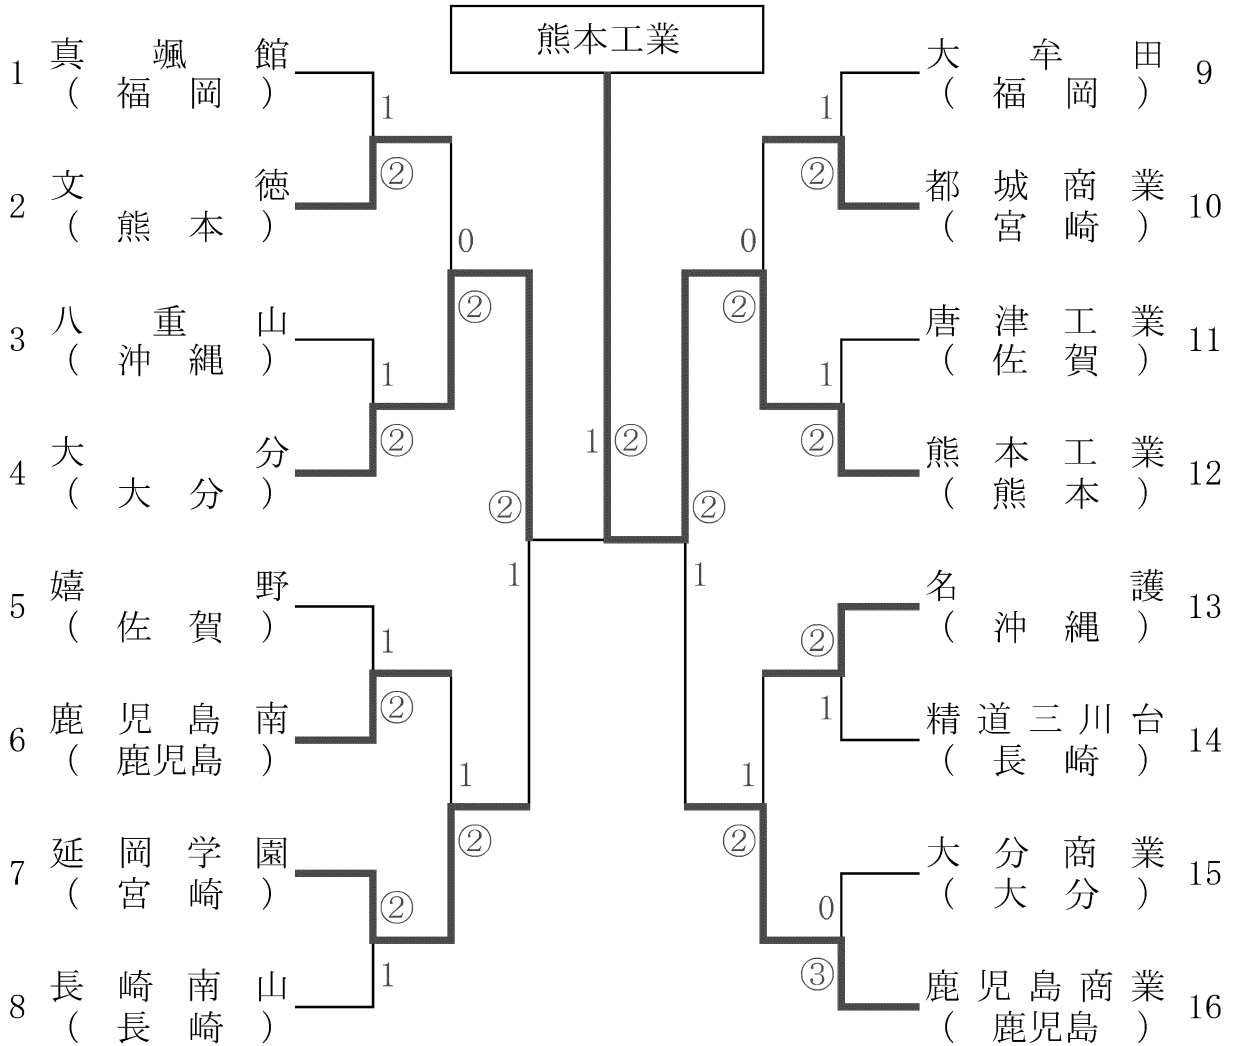 熊本工業
1 真颯館
(福岡)
1
②
2 文徳
(熊本)
0
②
3 八重山
(沖縄)
1
②
4 大分
(大分)
②
1
5 嬉野
(佐賀)
1
②
6 鹿児島南
(鹿児島)
1
②
7 延岡学園
(宮崎)
②
1
8 長崎南山
(長崎)
1 ②
大牟田 9
(福岡)
1
②
都城商業 10
(宮崎)
0
②
唐津工業 11
(佐賀)
1
②
熊本工業 12
(熊本)
②
1
名護 13
(沖縄)
②
1
精道三川台 14
(長崎)
1
②
大分商業 15
(大分)
0
③
鹿児島商業 16
(鹿児島)